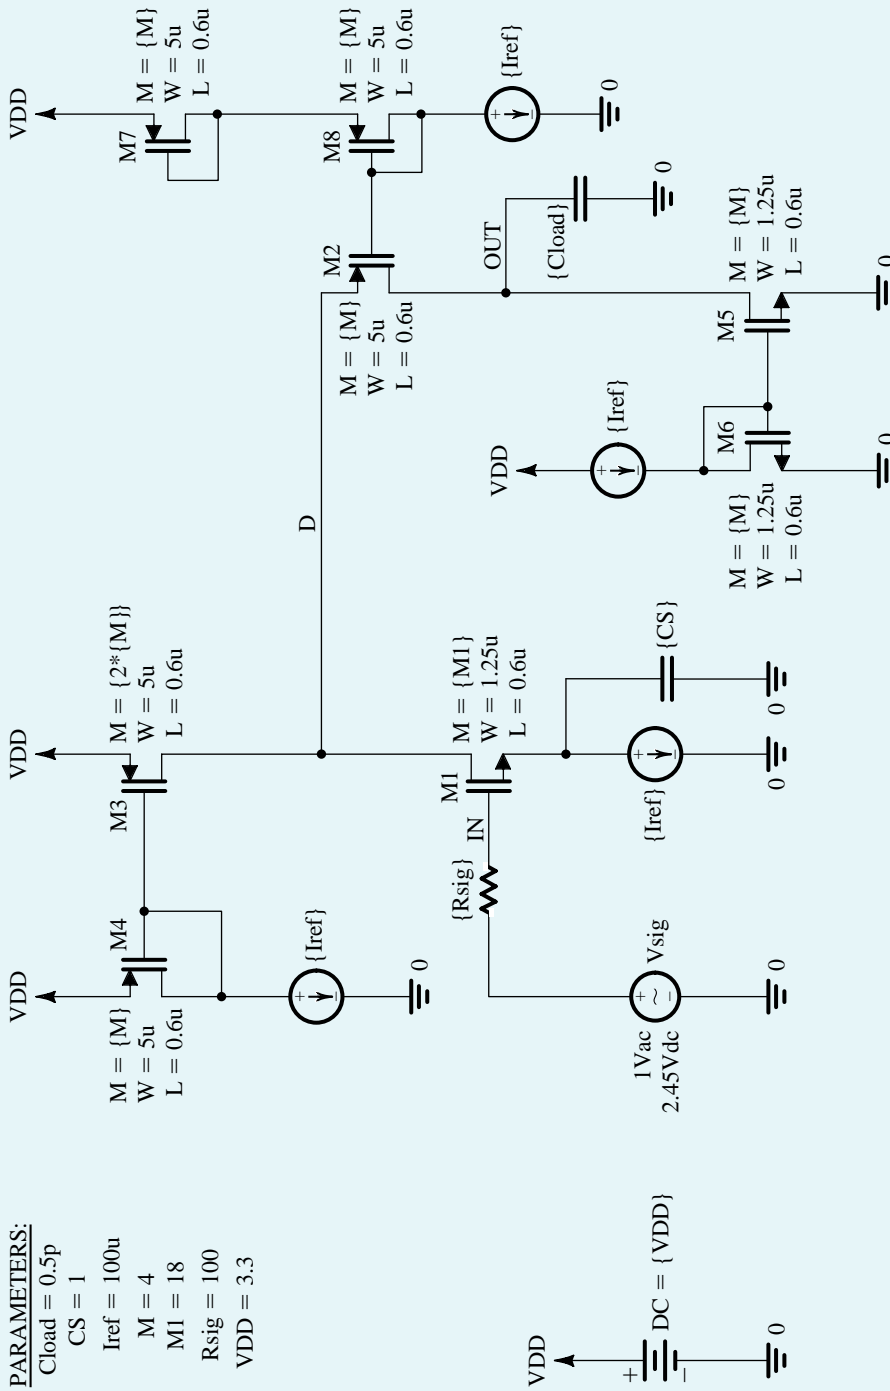 PARAMETERS:
Cload = 0.5p
CS = 1
Iref = 100u
M = 4
M1 = 18
Rsig = 100
VDD = 3.3
VDD
+
−
DC = {VDD}
0
VDD
M4
M = {M}
W = 5u
L = 0.6u
+
−
{Iref}
0
VDD
M3
M = {2*{M}}
W = 5u
L = 0.6u
D
1Vac
2.45Vdc
+
~
−
Vsig
0
{Rsig}
IN
M1
M = {M1}
W = 1.25u
L = 0.6u
{Iref}
+
−
0
{CS}
0
VDD
M7
M = {M}
W = 5u
L = 0.6u
M8
M = {M}
W = 5u
L = 0.6u
+
−
{Iref}
0
M2
M = {M}
W = 5u
L = 0.6u
OUT
{Cload}
0
VDD
+
−
{Iref}
M6
M = {M}
W = 1.25u
L = 0.6u
0
M5
M = {M}
W = 1.25u
L = 0.6u
0